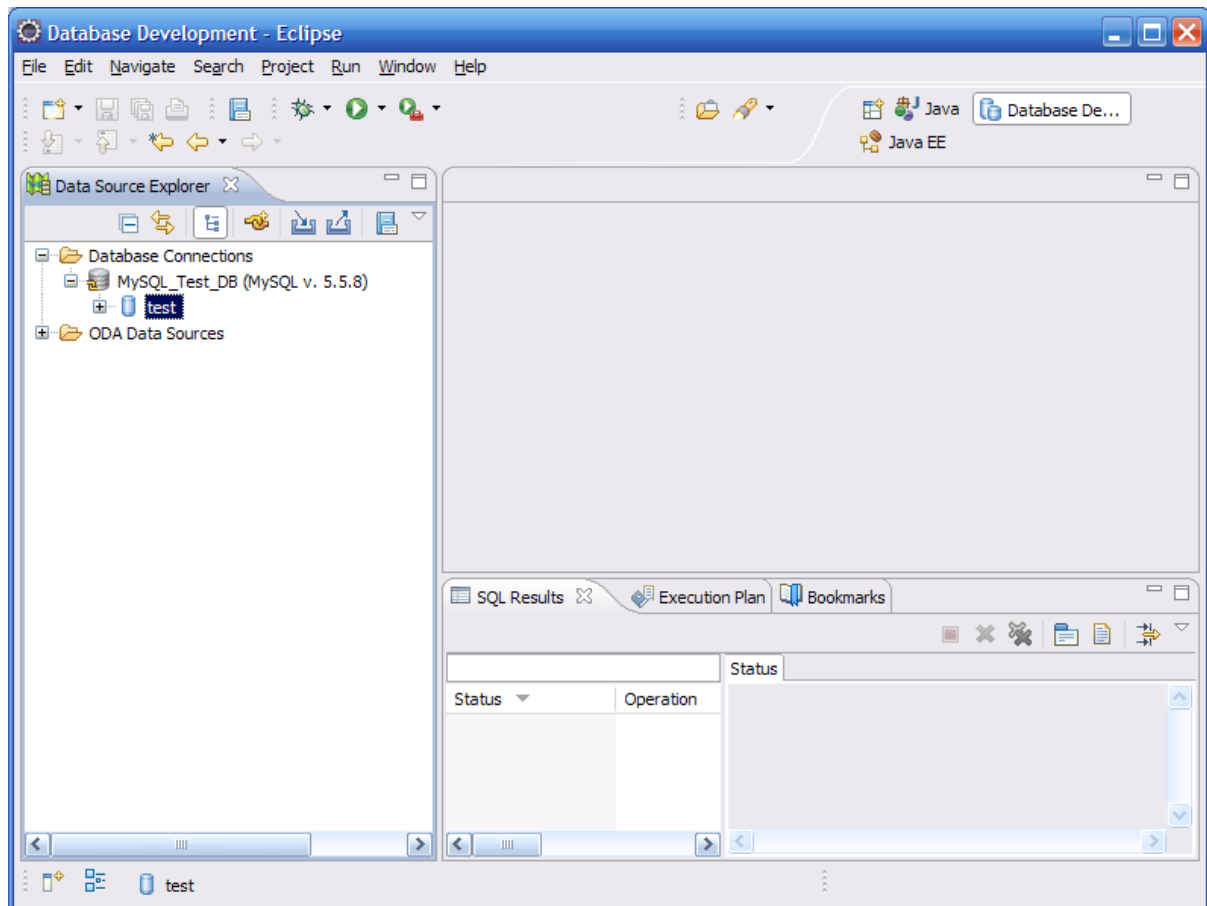 Database Development - Eclipse
File Edit Navigate Search Project Run Window Help
Java
Database De...
Java EE
Data Source Explorer
Database Connections
MySQL_Test_DB (MySQL v. 5.5.8)
test
ODA Data Sources
SQL Results
Execution Plan
Bookmarks
Status
Status Operation
test